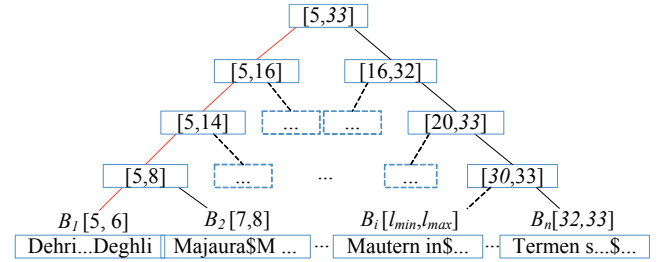 [5,33]
[5,16] [16,32]
[5,14] ... ... [20,33]
[5,8] ... ... ... [30,33]
B1 [5, 6] B2 [7,8] Bi [lmin,lmax] Bn[32,33]
Dehri...Deghli Majaura$M ... ... Mautern in$... ... Termen s...$...